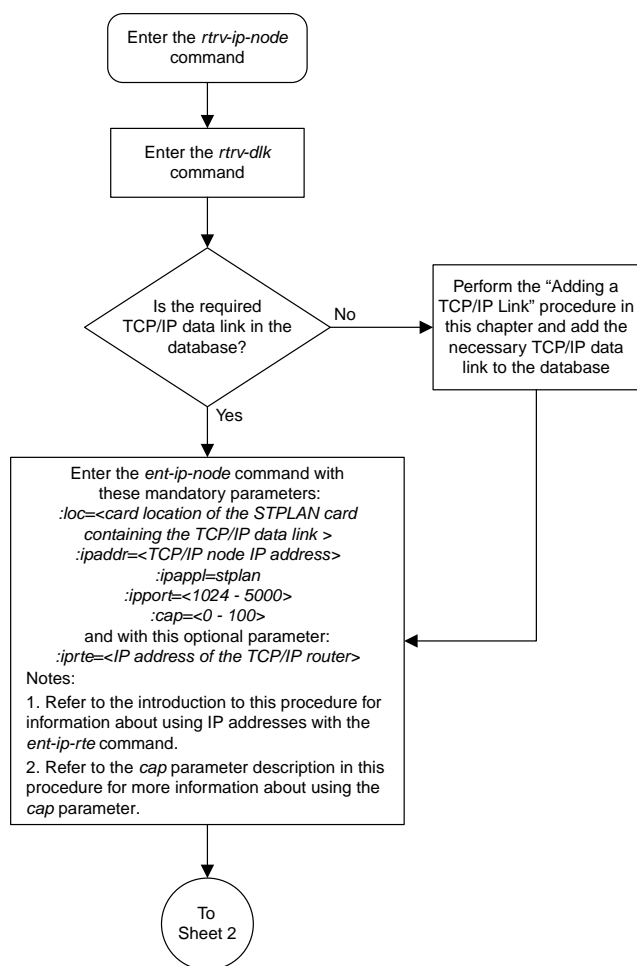 Enter the rtrv-ip-node
command
Enter the rtrv-dlk
command
Is the required
TCP/IP data link in the
database?
No
Perform the “Adding a
TCP/IP Link” procedure in
this chapter and add the
necessary TCP/IP data
link to the database
Yes
Enter the ent-ip-node command with
these mandatory parameters:
:loc=<card location of the STPLAN card
containing the TCP/IP data link >
:ipaddr=<TCP/IP node IP address>
:ipappl=stplan
:ipport=<1024 - 5000>
:cap=<0 - 100>
and with this optional parameter:
:iprte=<IP address of the TCP/IP router>
Notes:
1. Refer to the introduction to this procedure for
information about using IP addresses with the
ent-ip-rte command.
2. Refer to the cap parameter description in this
procedure for more information about using the
cap parameter.
To
Sheet 2